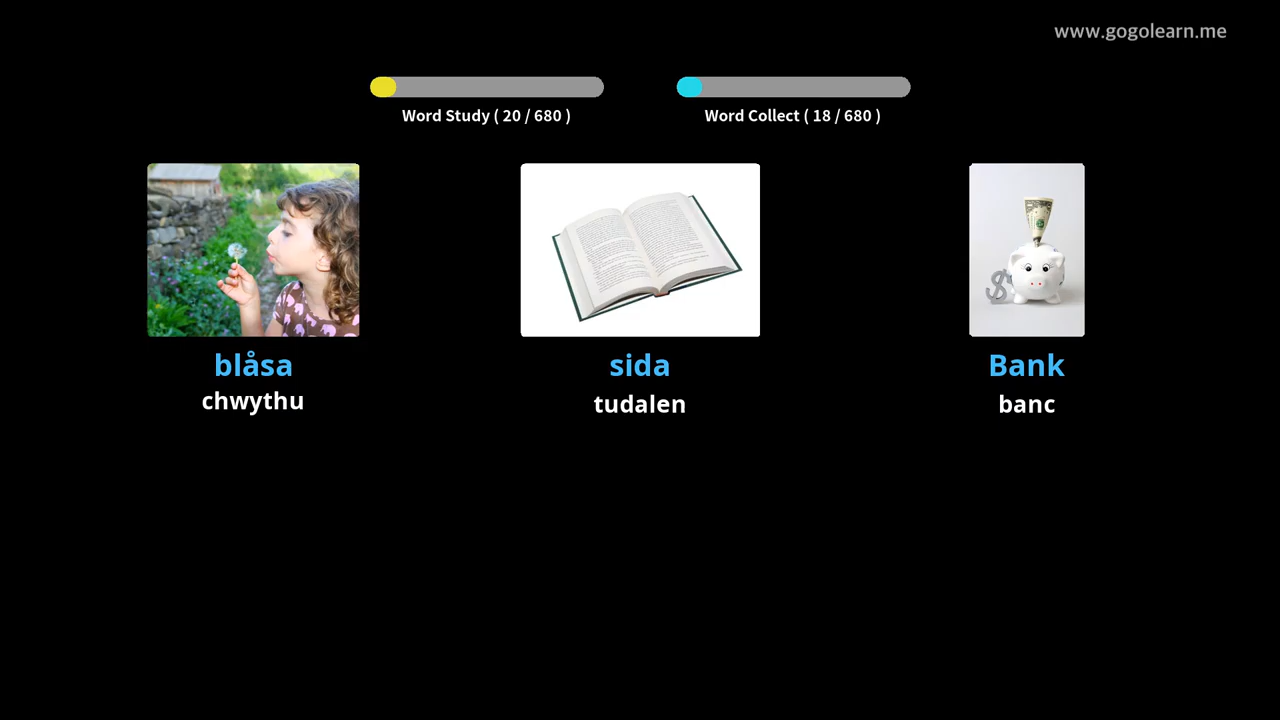 www.gogolearn.me
Word Study ( 20 / 680 )
Word Collect ( 18 / 680 )
blåsa
chwythu
sida
tudalen
Bank
banc